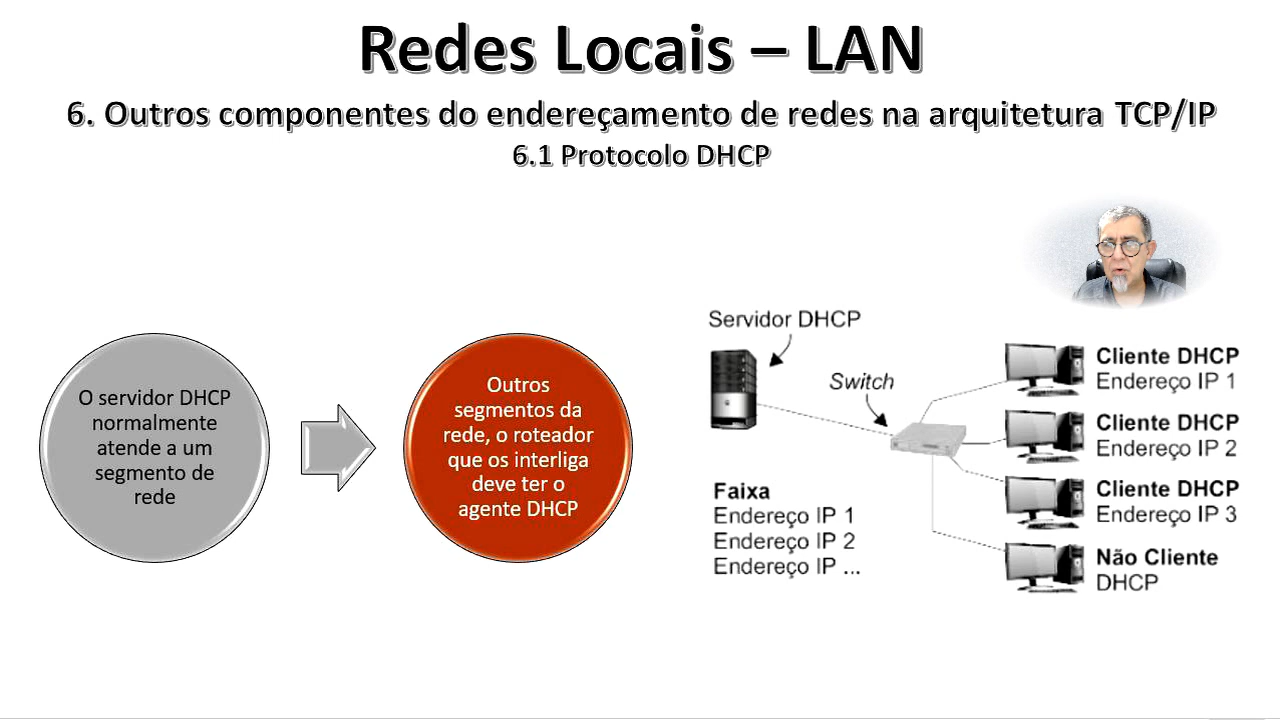 Redes Locais – LAN
6. Outros componentes do endereçamento de redes na arquitetura TCP/IP
6.1 Protocolo DHCP
O servidor DHCP
normalmente
atende a um
segmento de
rede
Outros
segmentos da
rede, o roteador
que os interliga
deve ter o
agente DHCP
Servidor DHCP
Switch
Faixa
Endereço IP 1
Endereço IP 2
Endereço IP ...
Cliente DHCP
Endereço IP 1
Cliente DHCP
Endereço IP 2
Cliente DHCP
Endereço IP 3
Não Cliente
DHCP